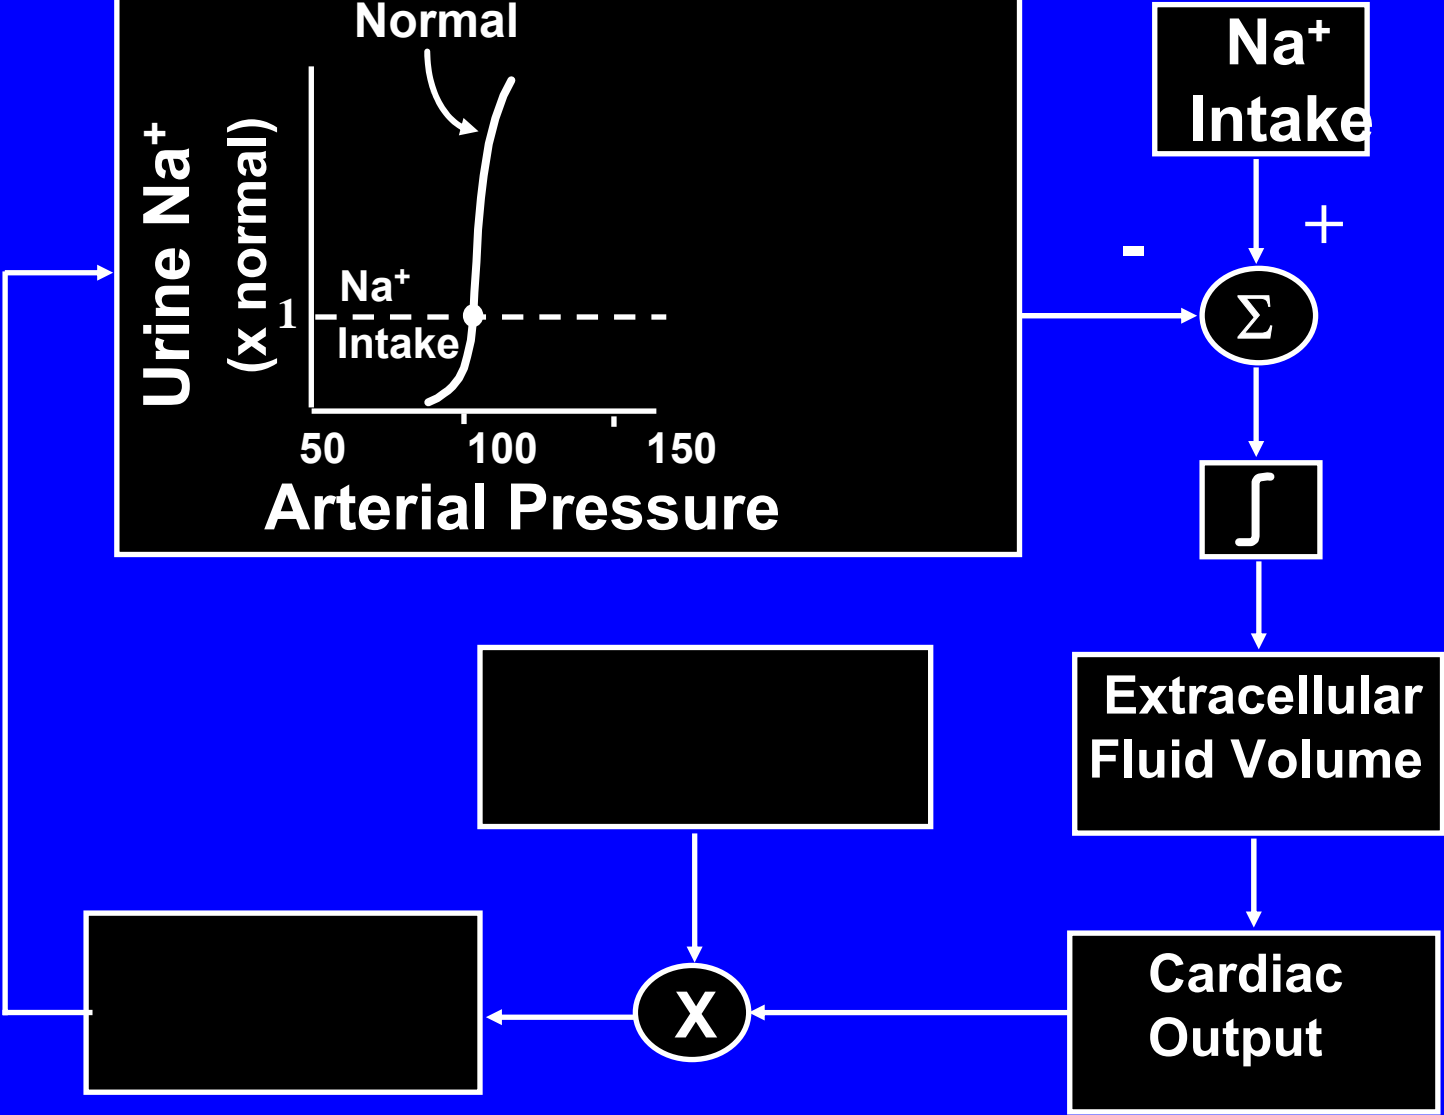 Normal
Urine Na⁺
(x normal)
Na⁺
1
Intake
50 100 150
Arterial Pressure
Na⁺
Intake
-
+
Σ
∫
Extracellular
Fluid Volume
Cardiac
Output
X